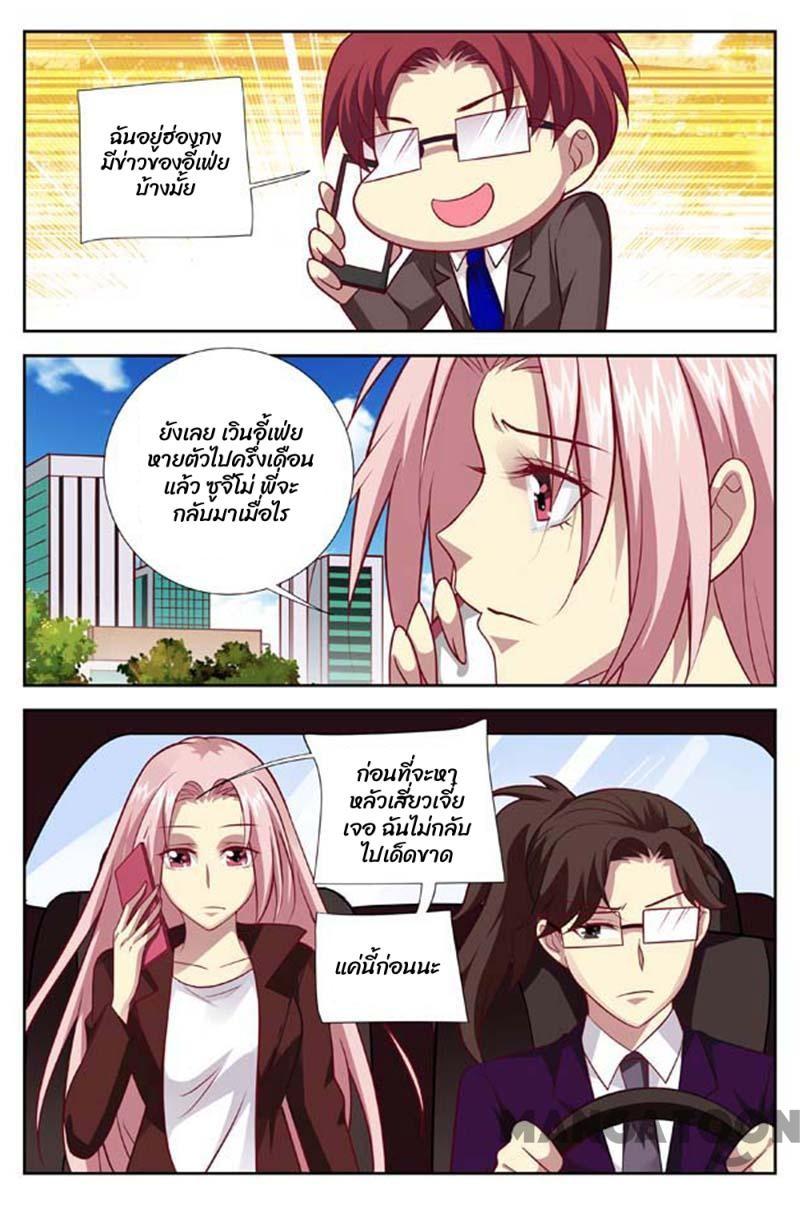 ฉันอยู่ฮ่องกง
มีข่าวของอี้เฟ่ย
บ้างมั้ย
ยังเลย เวินอี้เฟ่ย
หายตัวไปครึ่งเดือน
แล้ว ซูจีโม่ พี่จะ
กลับมาเมื่อไร
ก่อนที่จะหา
หลัวเสี่ยวเจี๋ย
เจอ ฉันไม่กลับ
ไปเด็ดขาด
แค่นี้ก่อนนะ
MANGATOON